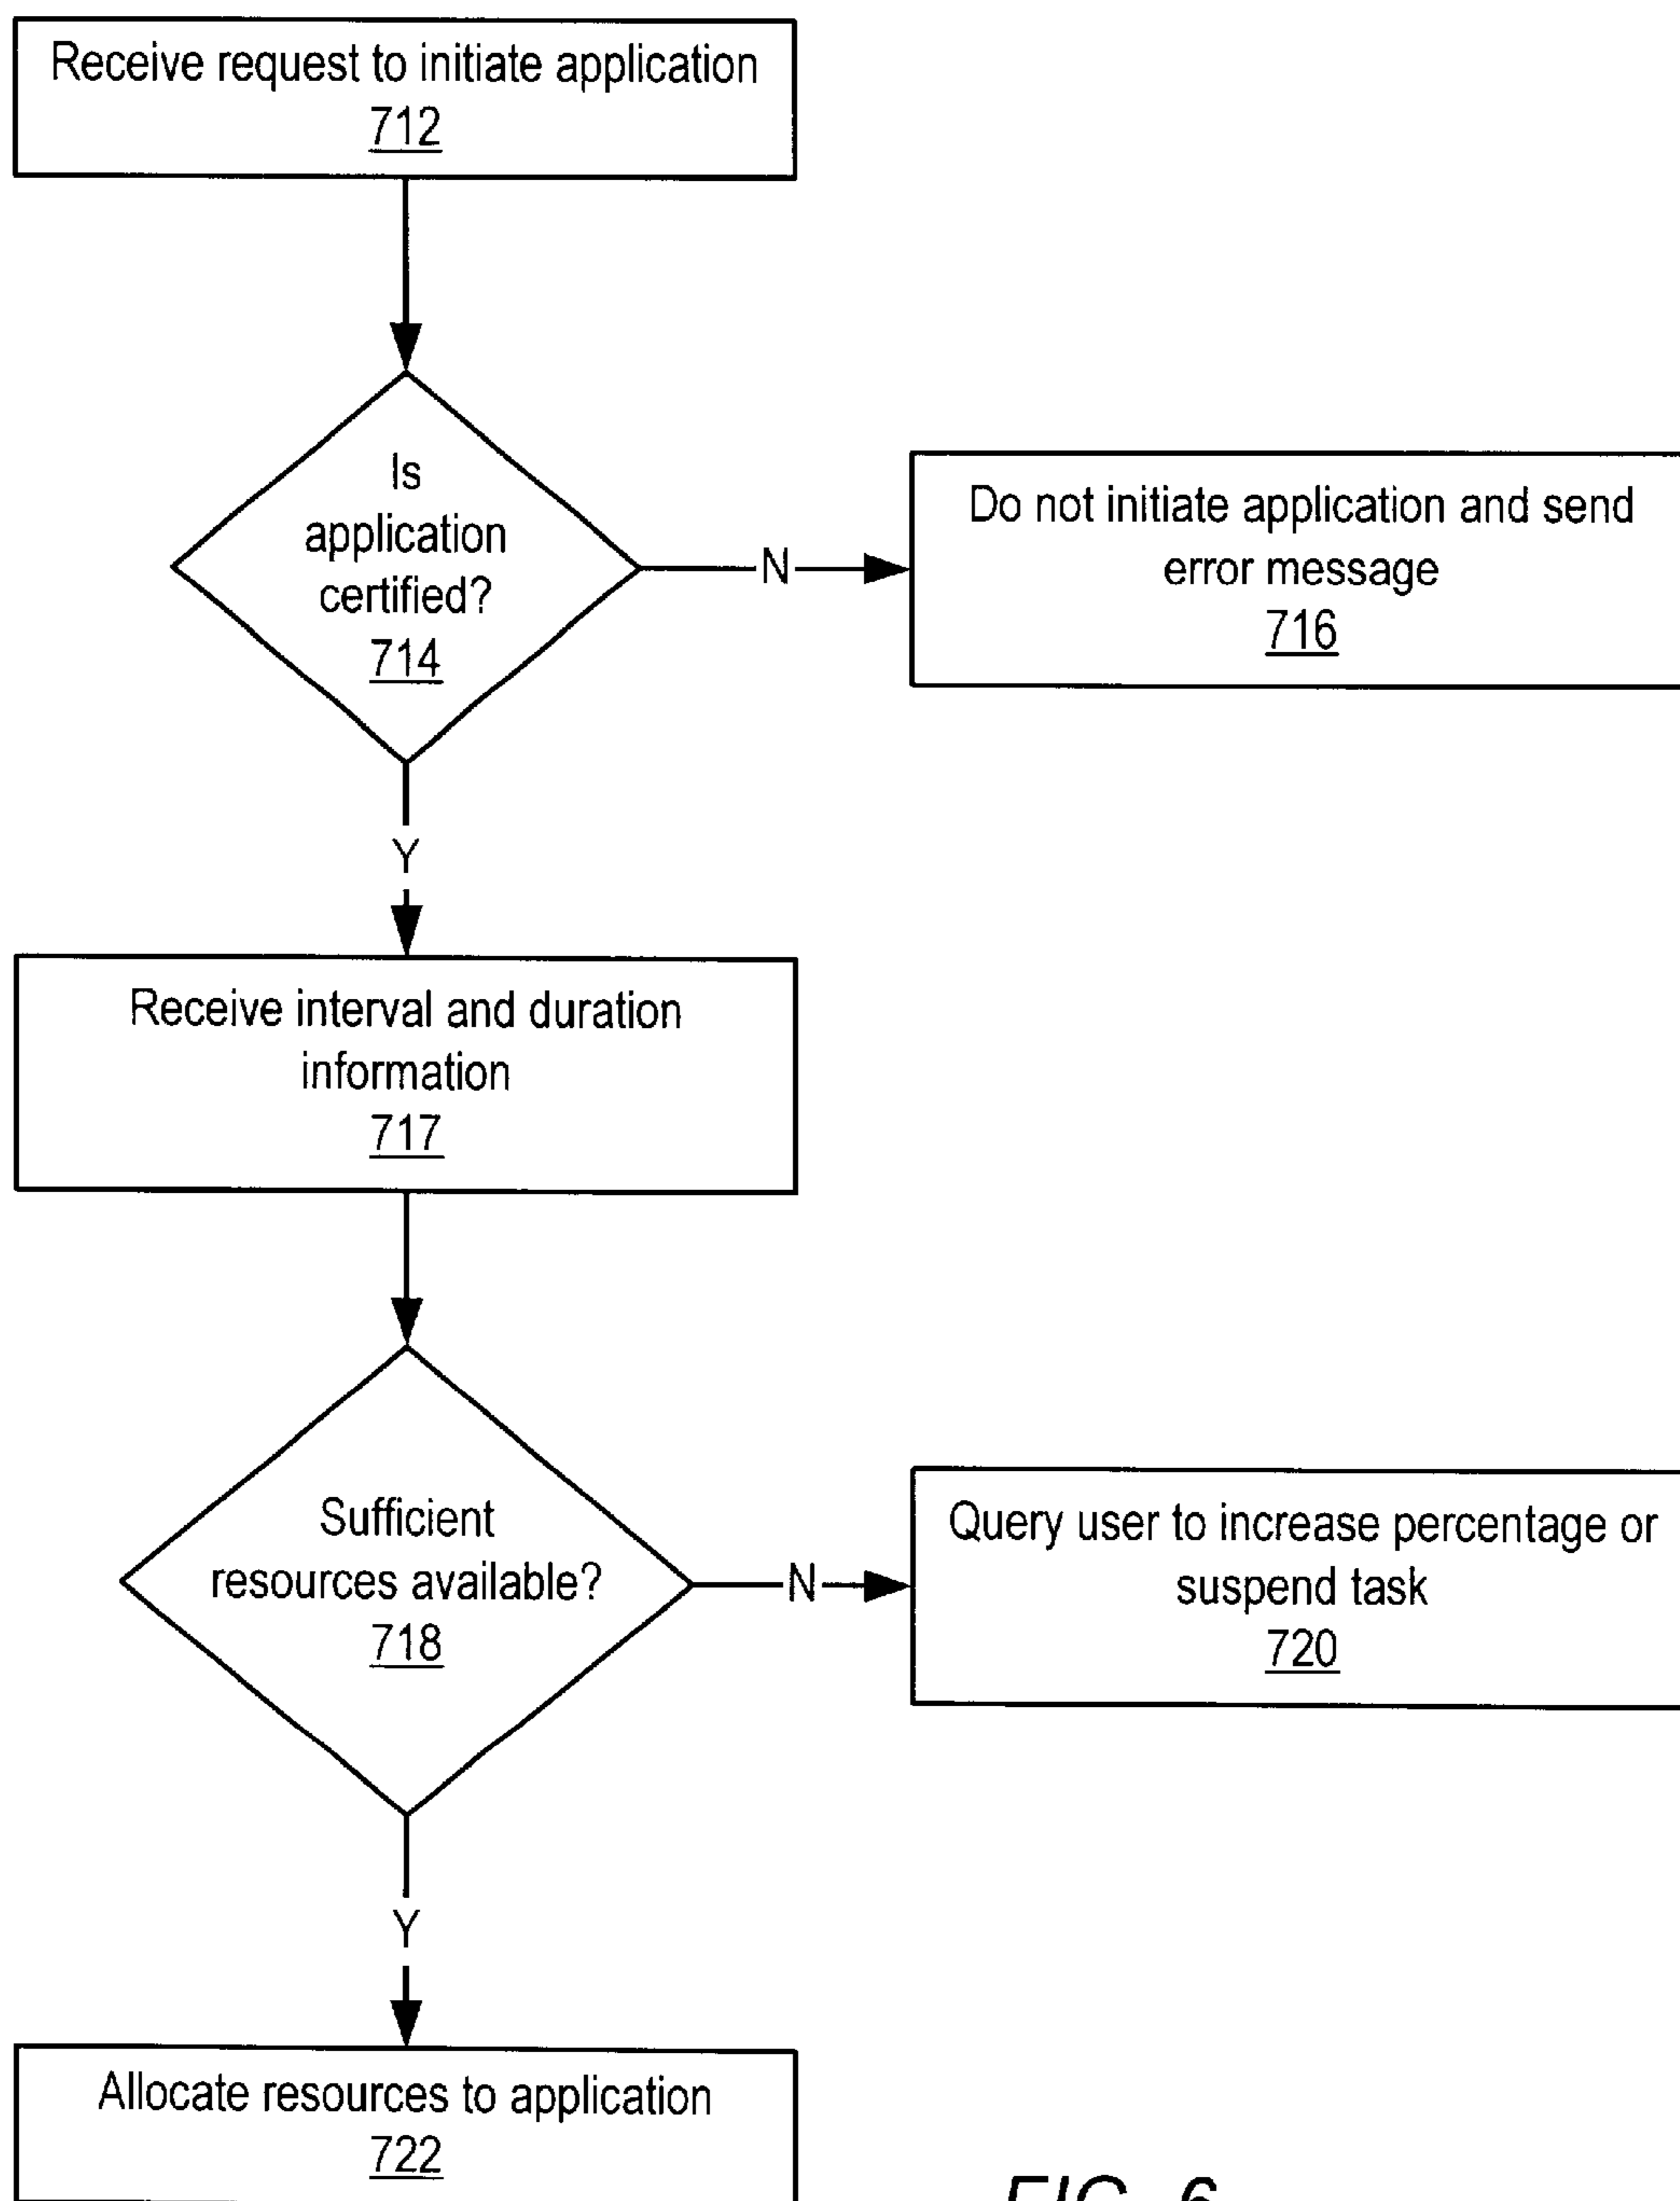 Receive request to initiate application
712
Is
application
certified?
714
N
Do not initiate application and send
error message
716
Y
Receive interval and duration
information
717
Sufficient
resources available?
718
N
Query user to increase percentage or
suspend task
720
Y
Allocate resources to application
722
FIG. 6